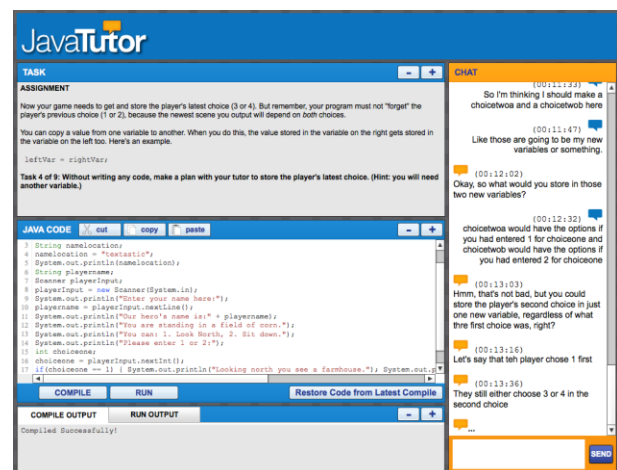 JavaTutor
TASK
- +
ASSIGNMENT
Now your game needs to get and store the player's latest choice (3 or 4). But remember, your program must not "forget" the
player's previous choice (1 or 2), because the newest scene you output will depend on both choices.
You can copy a value from one variable to another. When you do this, the value stored in the variable on the right gets stored in
the variable on the left too. Here's an example.
leftVar = rightVar;
Task 4 of 9: Without writing any code, make a plan with your tutor to store the player's latest choice. (Hint: you will need
another variable.)
JAVA CODE
cut
copy
paste
- +
3 String namelocation;
4 namelocation = "textastic";
5 System.out.println(namelocation);
6 String playername;
7 Scanner playerInput;
8 playerInput = new Scanner(System.in);
9 System.out.println("Enter your name here:");
10 playername = playerInput.nextLine();
11 System.out.println("Our hero's name is:" + playername);
12 System.out.println("You are standing in a field of corn.");
13 System.out.println("You can: 1. Look North, 2. Sit down.");
14 System.out.println("Please enter 1 or 2:");
15 int choiceone;
16 choiceone = playerInput.nextInt();
17 if(choiceone == 1) { System.out.println("Looking north you see a farmhouse."); System.out.p
COMPILE
RUN
Restore Code from Latest Compile
COMPILE OUTPUT
RUN OUTPUT
- +
Compiled Successfully!
CHAT
(00:11:33)
So I'm thinking I should make a
choicetwoa and a choicetwob here
(00:11:47)
Like those are going to be my new
variables or something.
(00:12:02)
Okay, so what would you store in those
two new variables?
(00:12:32)
choicetwoa would have the options if
you had entered 1 for choiceone and
choicetwob would have the options if
you had entered 2 for choiceone
(00:13:03)
Hmm, that's not bad, but you could
store the player's second choice in just
one new variable, regardless of what
thre first choice was, right?
(00:13:16)
Let's say that teh player chose 1 first
(00:13:36)
They still either choose 3 or 4 in the
second choice
...
SEND